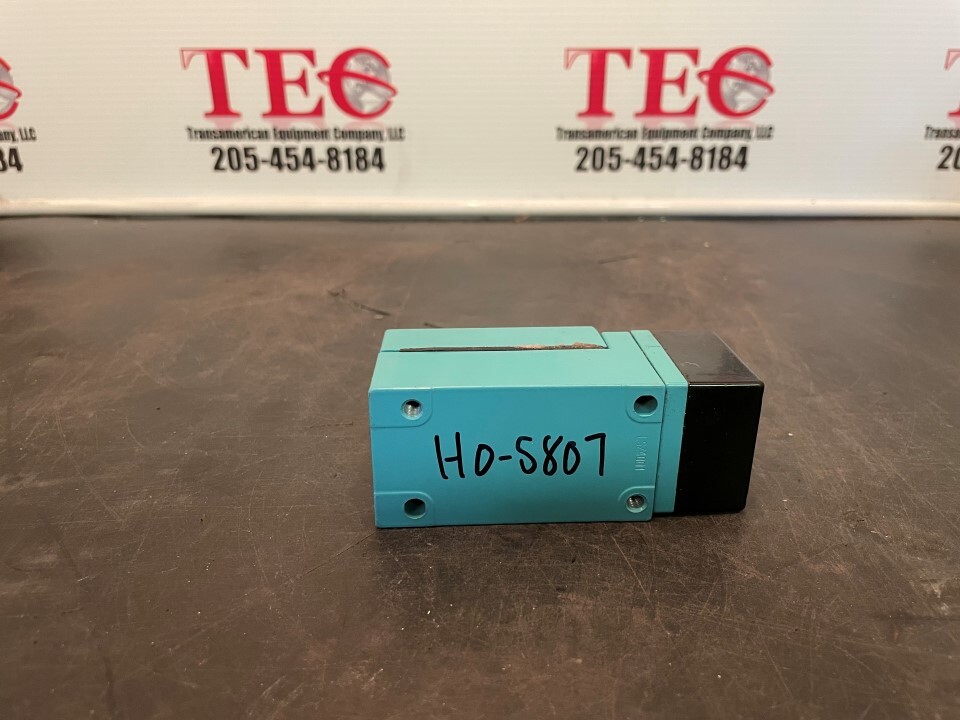 TEC
Transamerican Equipment Company, LLC
205-454-8184
TEC
Transamerican Equipment Company, LLC
205-454-8184
HO-5807